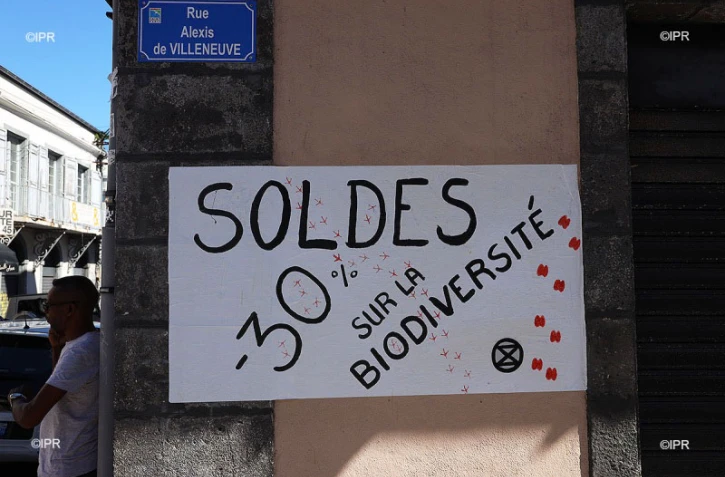 Rue
Alexis
de VILLENEUVE
©IPR
©IPR
SOLDES
-30%
SUR LA
BIODIVERSITÉ
©IPR
©IPR